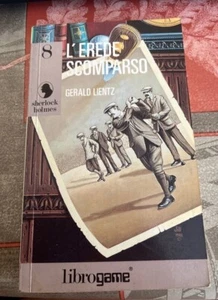 8
L'EREDE
SCOMPARSO
GERALD LIENTZ
sherlock
holmes
librogame®